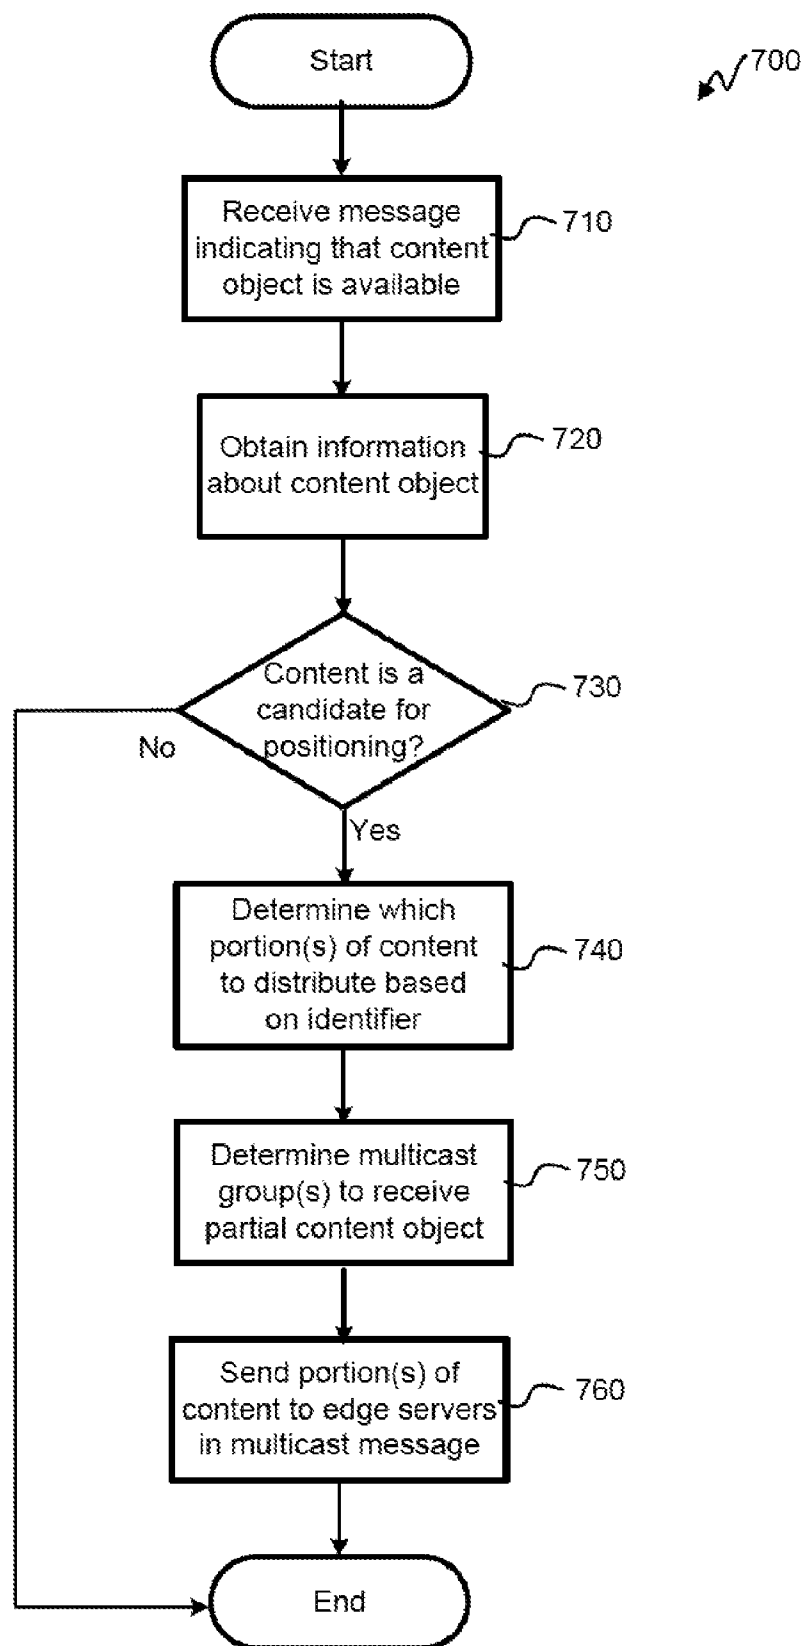 Start
700
Receive message
indicating that content
object is available
710
Obtain information
about content object
720
Content is a
candidate for
positioning?
730
No
Yes
Determine which
portion(s) of content
to distribute based
on identifier
740
Determine multicast
group(s) to receive
partial content object
750
Send portion(s) of
content to edge servers
in multicast message
760
End